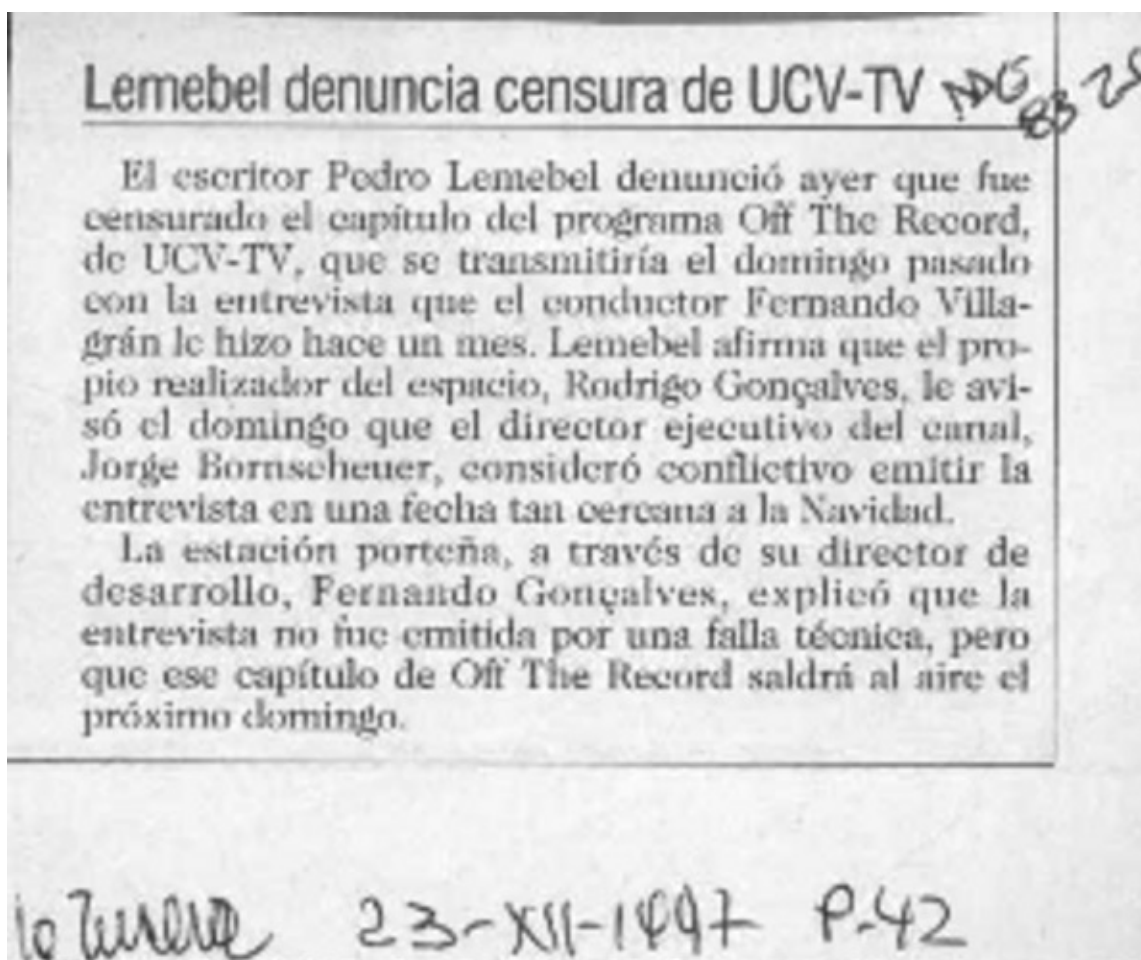 Lemebel denuncia censura de UCV-TV
El escritor Pedro Lemebel denunció ayer que fue
censurado el capítulo del programa Off The Record,
de UCV-TV, que se transmitiría el domingo pasado
con la entrevista que el conductor Fernando Villa-
grán le hizo hace un mes. Lemebel afirma que el pro-
pio realizador del espacio, Rodrigo Gonçalves, le avi-
só el domingo que el director ejecutivo del canal,
Jorge Bornscheuer, consideró conflictivo emitir la
entrevista en una fecha tan cercana a la Navidad.
La estación porteña, a través de su director de
desarrollo, Fernando Gonçalves, explicó que la
entrevista no fue emitida por una falla técnica, pero
que ese capítulo de Off The Record saldrá al aire el
próximo domingo.
23-XII-1997 P-42